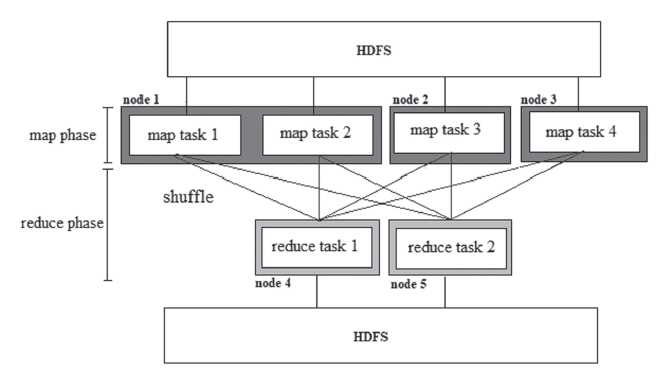 HDFS
node 1
node 2
node 3
map phase
map task 1
map task 2
map task 3
map task 4
shuffle
reduce phase
reduce task 1
reduce task 2
node 4
node 5
HDFS